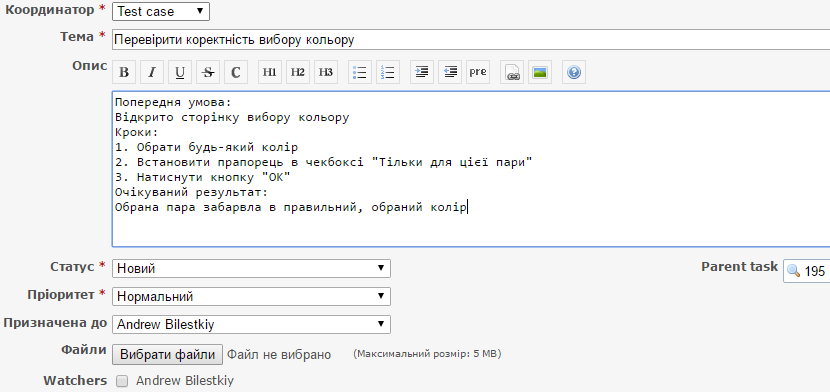 Координатор * Test case
Тема * Перевірити коректність вибору кольору
Опис B I U S C H1 H2 H3 pre
Попередня умова:
Відкрито сторінку вибору кольору
Кроки:
1. Обрати будь-який колір
2. Встановити прапорець в чекбоксі "Тільки для цієї пари"
3. Натиснути кнопку "ОК"
Очікуваний результат:
Обрана пара забарвла в правильний, обраний колір
Статус * Новий Parent task 195
Пріоритет * Нормальний
Призначена до Andrew Bilestkiy
Файли Вибрати файли Файл не вибрано (Максимальний розмір: 5 MB)
Watchers Andrew Bilestkiy